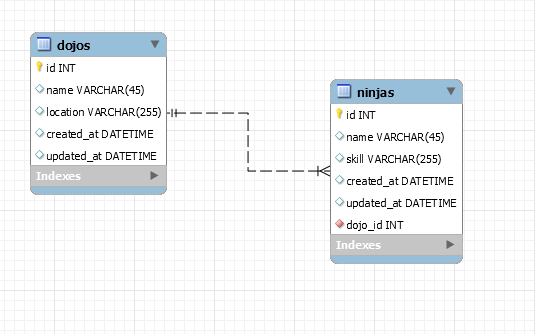 dojos
id INT
name VARCHAR(45)
location VARCHAR(255)
created_at DATETIME
updated_at DATETIME
Indexes
ninjas
id INT
name VARCHAR(45)
skill VARCHAR(255)
created_at DATETIME
updated_at DATETIME
dojo_id INT
Indexes